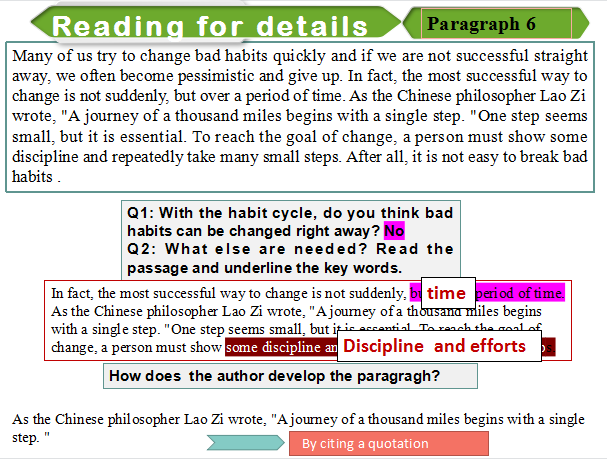 Reading for details
Paragraph 6
Many of us try to change bad habits quickly and if we are not successful straight
away, we often become pessimistic and give up. In fact, the most successful way to
change is not suddenly, but over a period of time. As the Chinese philosopher Lao Zi
wrote, "A journey of a thousand miles begins with a single step. "One step seems
small, but it is essential. To reach the goal of change, a person must show some
discipline and repeatedly take many small steps. After all, it is not easy to break bad
habits .
Q1: With the habit cycle, do you think bad
habits can be changed right away? No
Q2: What else are needed? Read the
passage and underline the key words.
In fact, the most successful way to change is not suddenly, time period of time.
As the Chinese philosopher Lao Zi wrote, "A journey of a thousand miles begins
with a single step. "One step seems small, but it is essential. To reach the goal of
change, a person must show some discipline Discipline and efforts
How does the author develop the paragragh?
As the Chinese philosopher Lao Zi wrote, "A journey of a thousand miles begins with a single
step. "
By citing a quotation